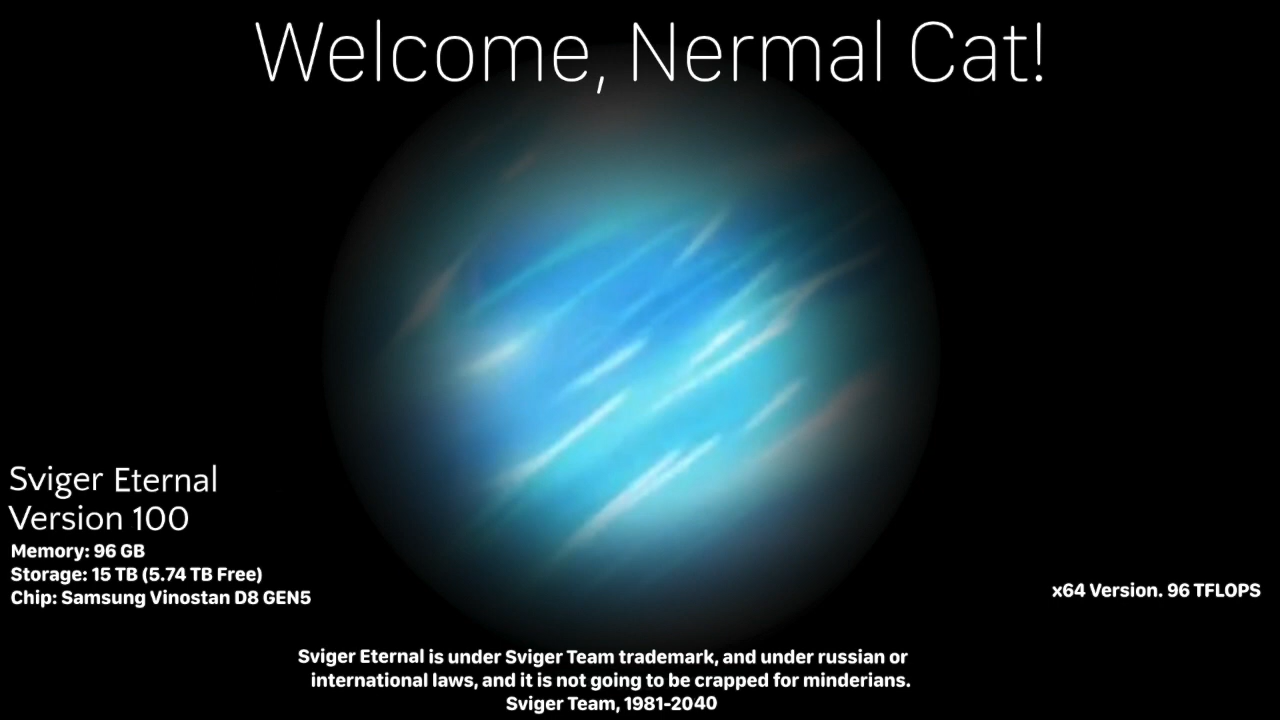 Welcome, Nermal Cat!
Sviger Eternal
Version 100
Memory: 96 GB
Storage: 15 TB (5.74 TB Free)
Chip: Samsung Vinostan D8 GEN5
x64 Version. 96 TFLOPS
Sviger Eternal is under Sviger Team trademark, and under russian or
international laws, and it is not going to be crapped for minderians.
Sviger Team, 1981-2040